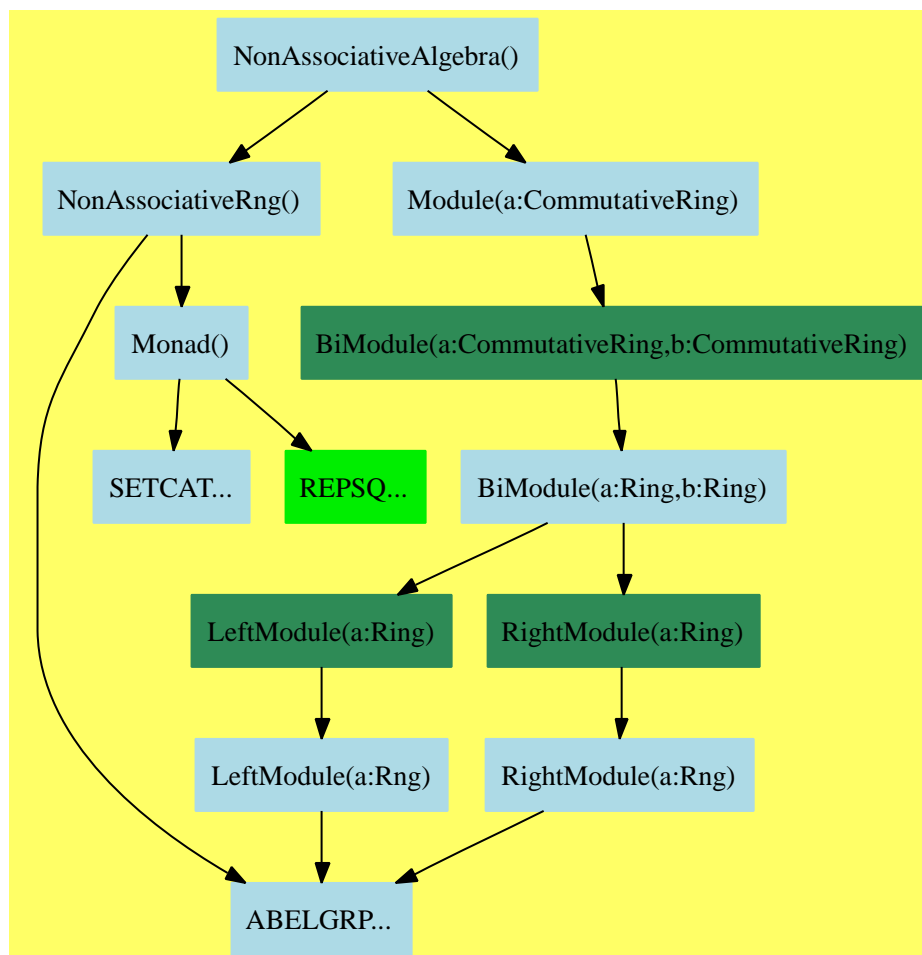 NonAssociativeAlgebra()
NonAssociativeRng()
Module(a:CommutativeRing)
Monad()
BiModule(a:CommutativeRing,b:CommutativeRing)
SETCAT...
REPSQ...
BiModule(a:Ring,b:Ring)
LeftModule(a:Ring)
RightModule(a:Ring)
LeftModule(a:Rng)
RightModule(a:Rng)
ABELGRP...